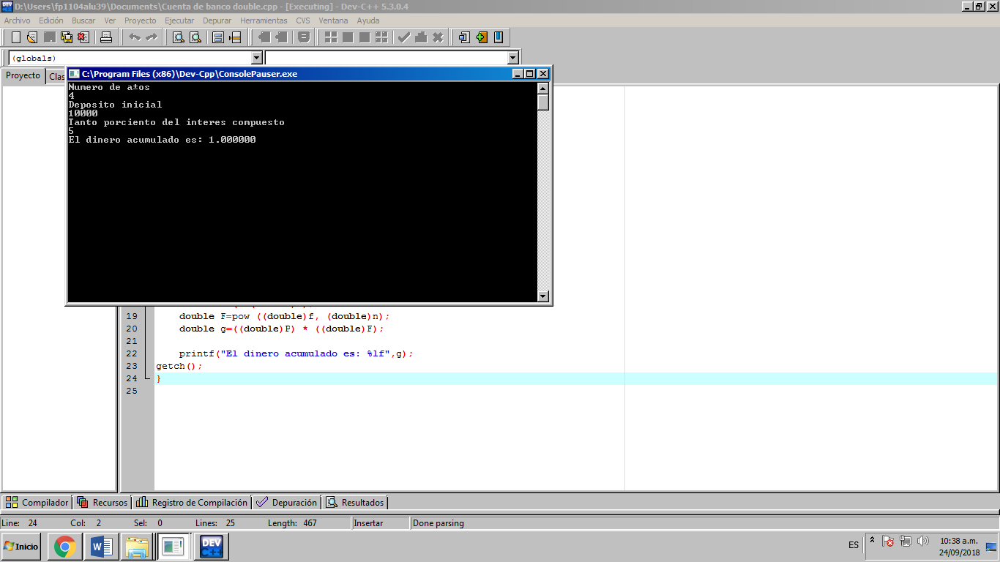 D:\Users\fp1104alu39\Documents\Cuenta de banco double.cpp - [Executing] - Dev-C++ 5.3.0.4
Archivo Edición Buscar Ver Proyecto Ejecutar Depurar Herramientas CVS Ventana Ayuda
(globals)
Proyecto Clas
C:\Program Files (x86)\Dev-Cpp\ConsolePauser.exe
Numero de a±os
4
Deposito inicial
10000
Tanto porciento del interes compuesto
5
El dinero acumulado es: 1.000000
19 double F=pow ((double)f, (double)n);
20 double g=((double)P) * ((double)F);
21
22 printf("El dinero acumulado es: %lf",g);
23 getch();
24 }
25
Compilador Recursos Registro de Compilación Depuración Resultados
Line: 24 Col: 2 Sel: 0 Lines: 25 Length: 467 Insertar Done parsing
Inicio DEV C++ ES 10:38 a.m.
24/09/2018